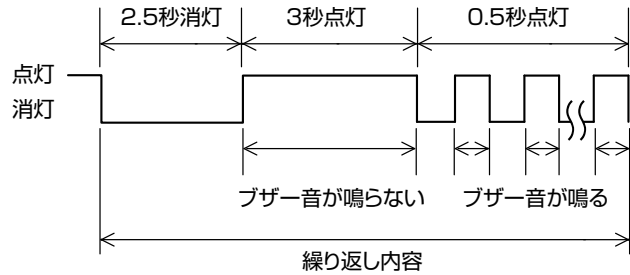 2.5秒消灯 3秒点灯 0.5秒点灯
点灯
消灯
ブザー音が鳴らない ブザー音が鳴る
繰り返し内容